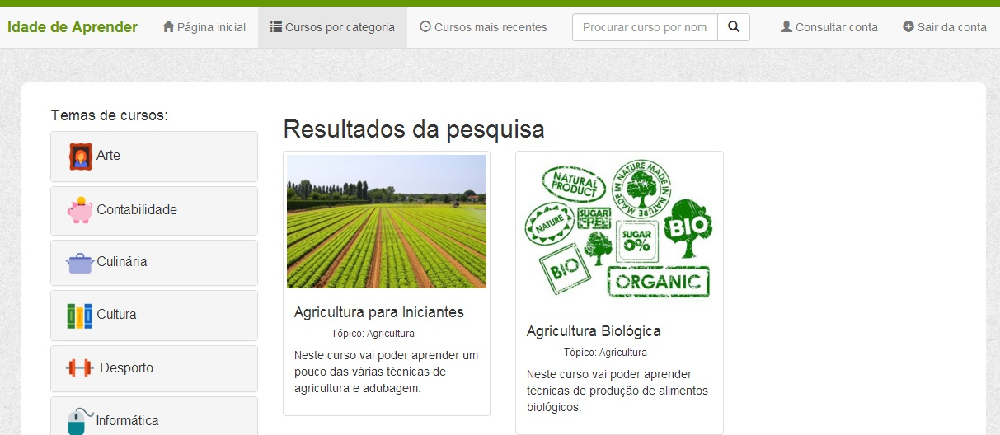 Idade de Aprender
Página inicial
Cursos por categoria
Cursos mais recentes
Procurar curso por nom
Consultar conta
Sair da conta
Temas de cursos:
Arte
Contabilidade
Culinária
Cultura
Desporto
Informática
Resultados da pesquisa
Agricultura para Iniciantes
Tópico: Agricultura
Neste curso vai poder aprender um
pouco das várias técnicas de
agricultura e adubagem.
NATURAL
PRODUCT
MADE IN NATURE MADE IN NATURE
NATURE
SUGAR
FREE
SUGAR
0%
BIO
BIO
ORGANIC
Agricultura Biológica
Tópico: Agricultura
Neste curso vai poder aprender
técnicas de produção de alimentos
biológicos.